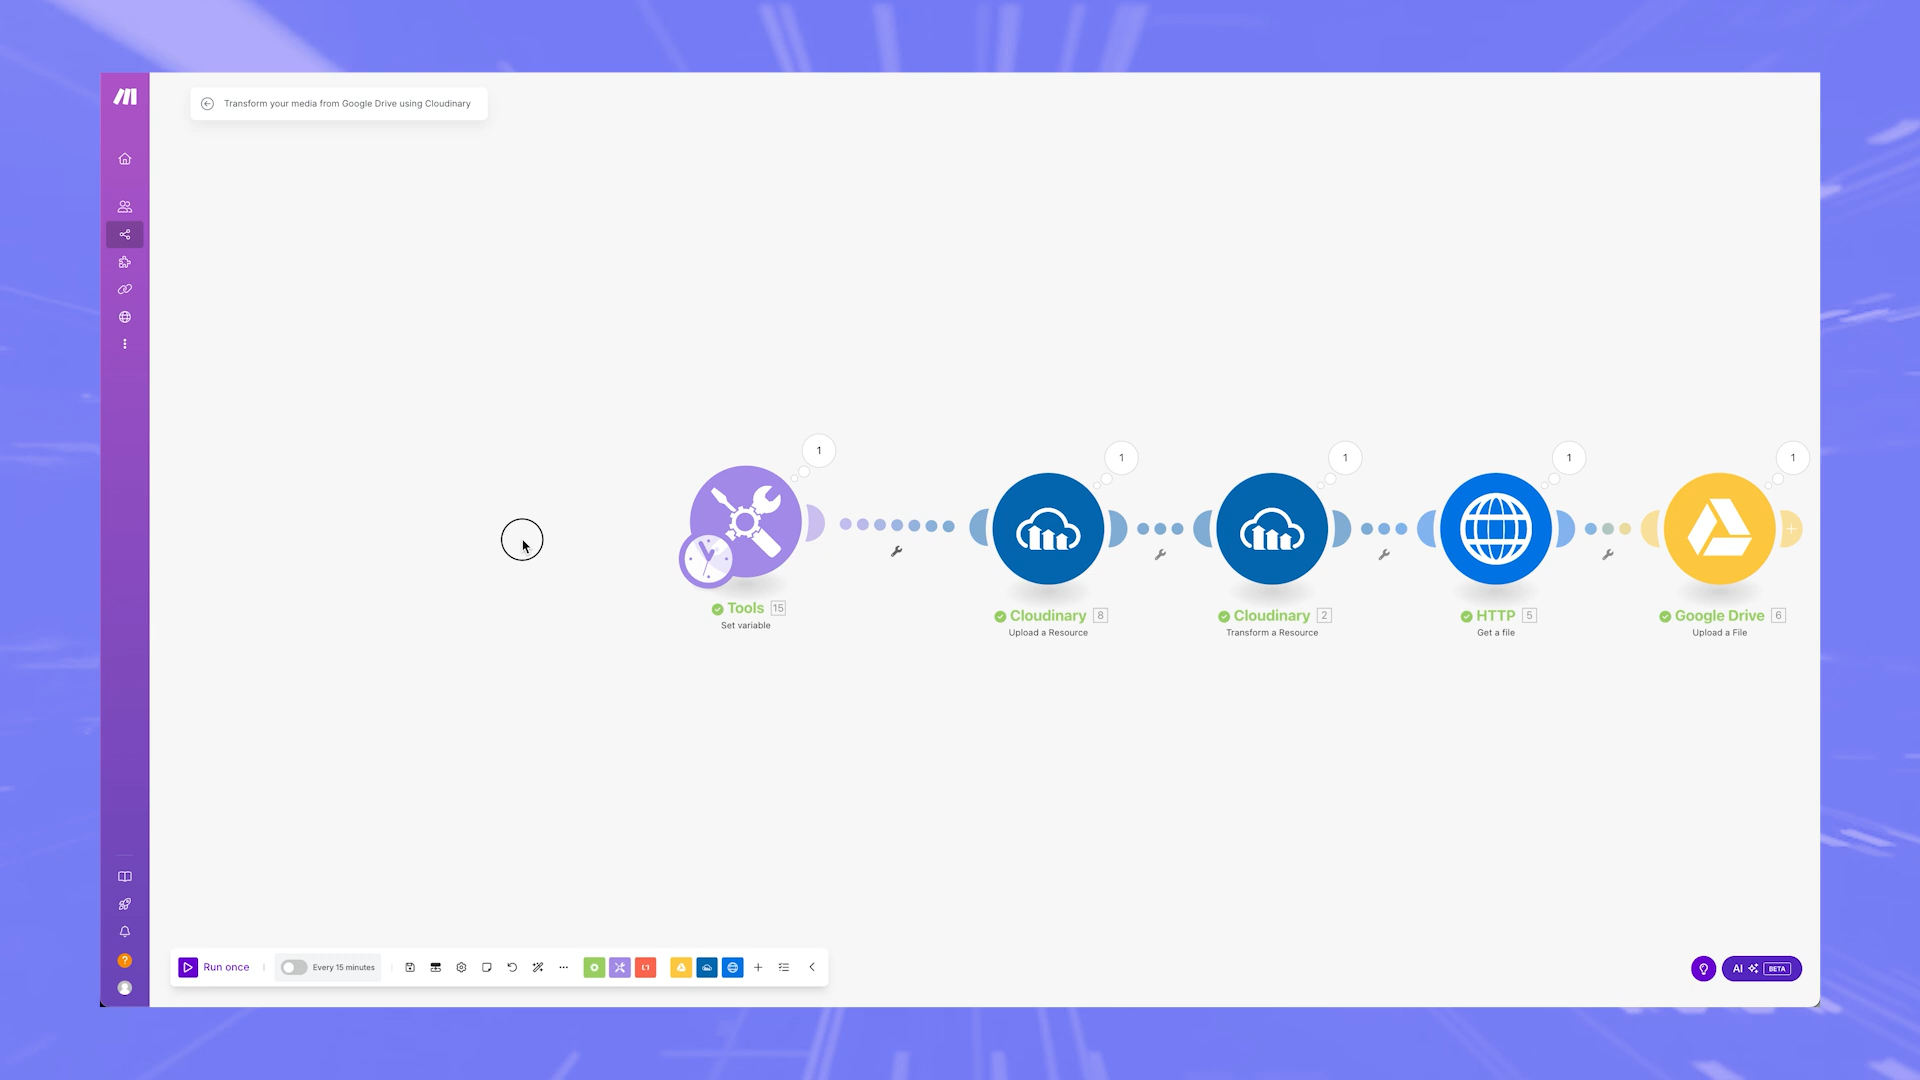 Transform your media from Google Drive using Cloudinary
1
1
1
1
1
Tools 15
Set variable
Cloudinary 8
Upload a Resource
Cloudinary 2
Transform a Resource
HTTP 5
Get a file
Google Drive 6
Upload a File
Run once
Every 15 minutes
AI BETA